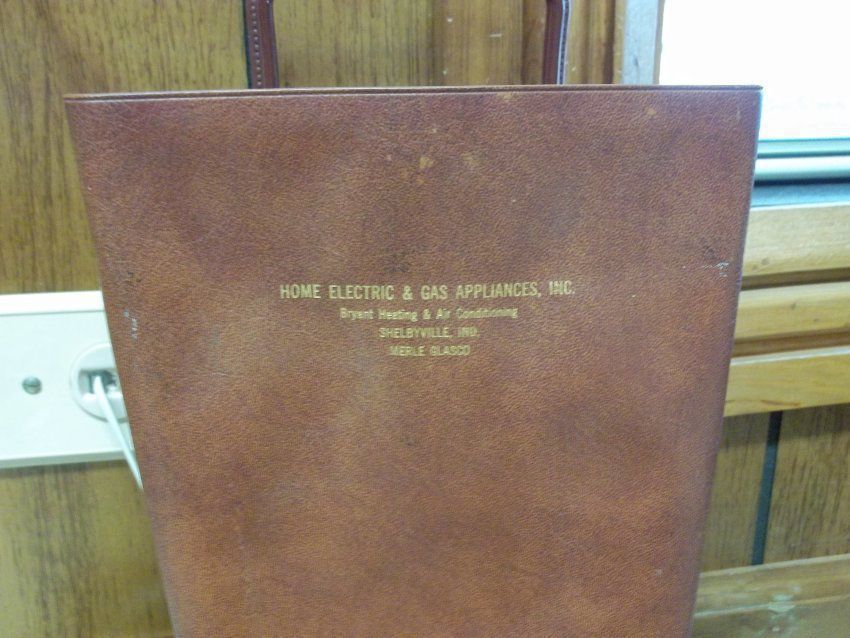 HOME ELECTRIC & GAS APPLIANCES, INC.
Bryant Heating & Air Conditioning
SHELBYVILLE, IND.
MERLE GLASCO